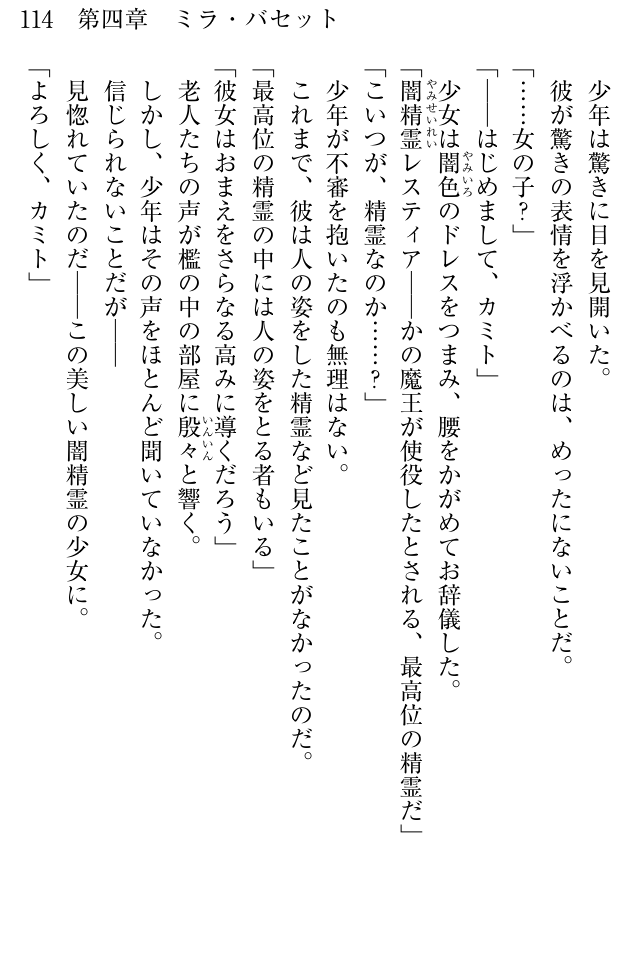 114 第四章 ミラ・バセット
少年は驚きに目を見開いた。
彼が驚きの表情を浮かべるのは、めったにないことだ。
「……女の子？」
「――はじめまして、カミト」
少女は闇色のドレスをつまみ、腰をかがめてお辞儀した。
やみいろ
「闇精霊レスティア――かの魔王が使役したとされる、最高位の精霊だ」
やみせいれい
「こいつが、精霊なのか……？」
少年が不審を抱いたのも無理はない。
これまで、彼は人の姿をした精霊など見たことがなかったのだ。
「最高位の精霊の中には人の姿をとる者もいる」
「彼女はおまえをさらなる高みに導くだろう」
老人たちの声が檻の中の部屋に殷々と響く。
いんいん
しかし、少年はその声をほとんど聞いていなかった。
信じられないことだが――
見惚れていたのだ――この美しい闇精霊の少女に。
「よろしく、カミト」